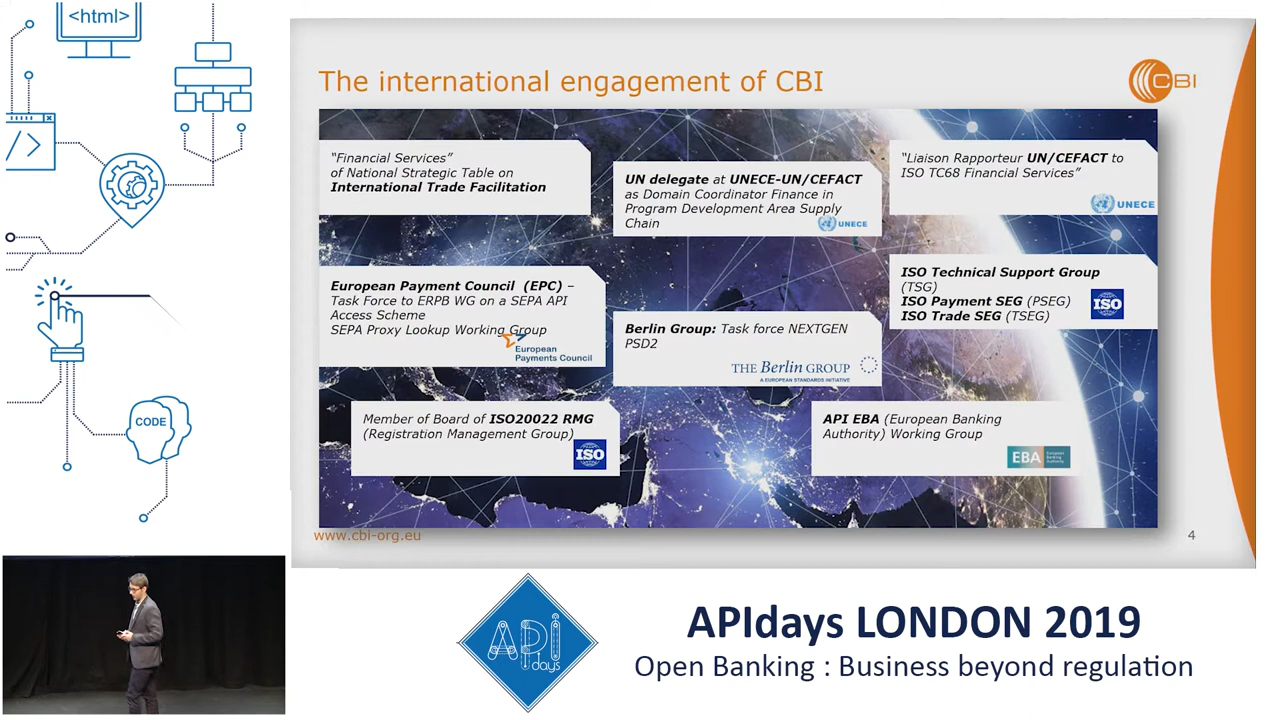 <html>
</>
CODE
The international engagement of CBI
CBI
“Financial Services”
of National Strategic Table on
International Trade Facilitation
UN delegate at UNECE-UN/CEFACT
as Domain Coordinator Finance in
Program Development Area Supply
Chain
UNECE
“Liaison Rapporteur UN/CEFACT to
ISO TC68 Financial Services”
UNECE
European Payment Council (EPC) –
Task Force to ERPB WG on a SEPA API
Access Scheme
SEPA Proxy Lookup Working Group
European
Payments Council
Berlin Group: Task force NEXTGEN
PSD2
THE Berlin GROUP
A EUROPEAN STANDARDS INITIATIVE
ISO Technical Support Group
(TSG)
ISO Payment SEG (PSEG)
ISO Trade SEG (TSEG)
ISO
Member of Board of ISO20022 RMG
(Registration Management Group)
ISO
API EBA (European Banking
Authority) Working Group
EBA
European
Banking
Authority
www.cbi-org.eu
4
API
days
APIdays LONDON 2019
Open Banking : Business beyond regulation